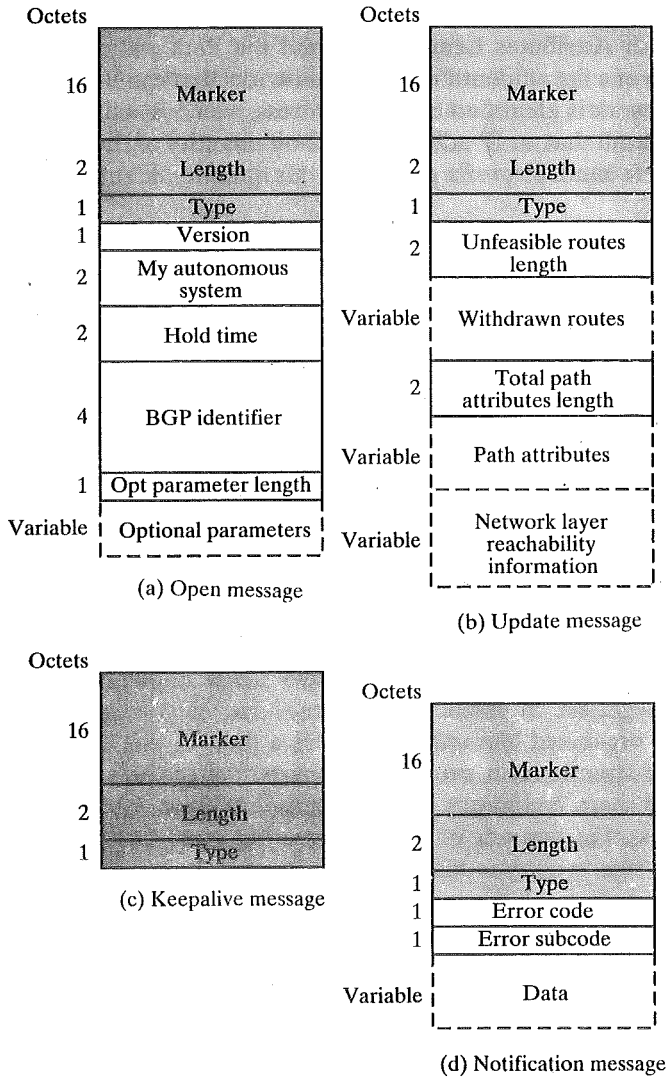 Octets
16 Marker
2 Length
1 Type
1 Version
2 My autonomous
system
2 Hold time
4 BGP identifier
1 Opt parameter length
Variable Optional parameters
(a) Open message
Octets
16 Marker
2 Length
1 Type
2 Unfeasible routes
length
Variable Withdrawn routes
2 Total path
attributes length
Variable Path attributes
Variable Network layer
reachability
information
(b) Update message
Octets
16 Marker
2 Length
1 Type
(c) Keepalive message
Octets
16 Marker
2 Length
1 Type
1 Error code
1 Error subcode
Variable Data
(d) Notification message